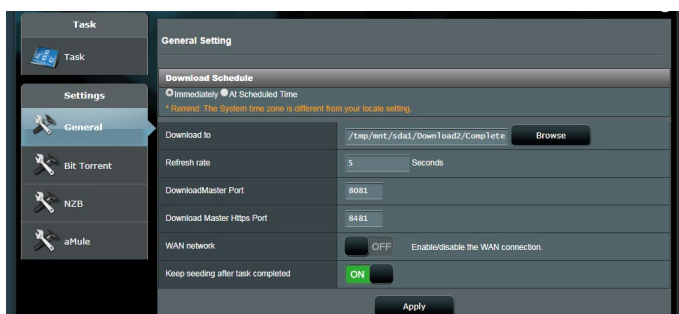 Task
Task
Settings
General
Bit Torrent
NZB
aMule
General Setting
Download Schedule
Immediately At Scheduled Time
* Remind: The System time zone is different from your locale setting.
Download to /tmp/mnt/sda1/Download2/Complete Browse
Refresh rate 5 Seconds
DownloadMaster Port 8081
Download Master Https Port 8481
WAN network OFF Enable/disable the WAN connection.
Keep seeding after task completed ON
Apply